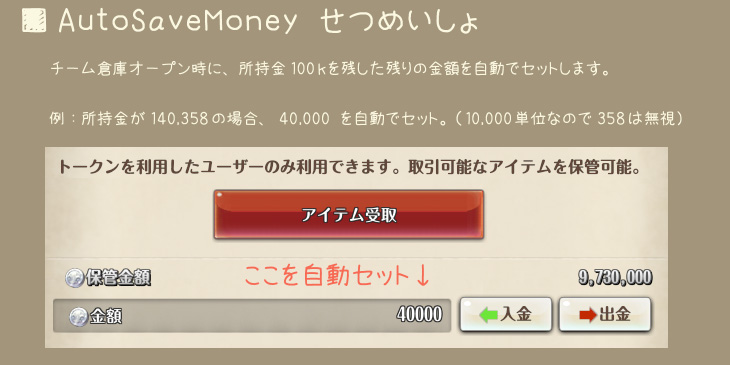 AutoSaveMoney せつめいしょ
チーム倉庫オープン時に、所持金100kを残した残りの金額を自動でセットします。
例：所持金が140,358の場合、 40,000 を自動でセット。（10,000単位なので358は無視）
トークンを利用したユーザーのみ利用できます。取引可能なアイテムを保管可能。
アイテム受取
ここを自動セット↓
保管金額 9,730,000
金額 40000 入金 出金